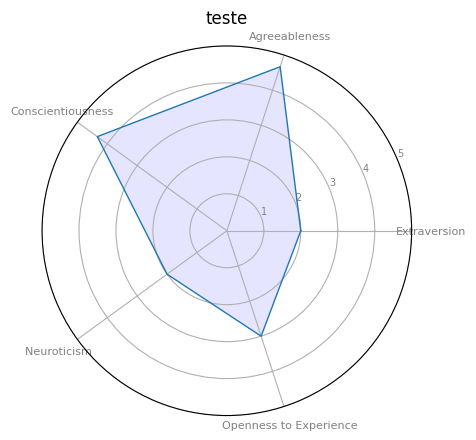 teste
Agreeableness
Conscientiousness
5
4
3
2
1
Extraversion
Neuroticism
Openness to Experience